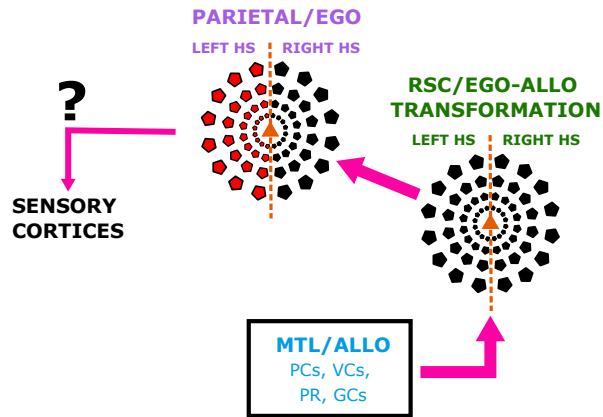 PARIETAL/EGO
LEFT HS RIGHT HS
?
RSC/EGO-ALLO
TRANSFORMATION
LEFT HS RIGHT HS
SENSORY
CORTICES
MTL/ALLO
PCs, VCs,
PR, GCs